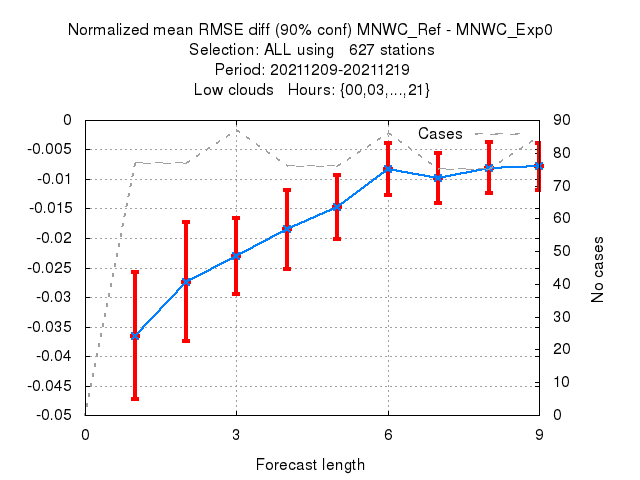 Normalized mean RMSE diff (90% conf) MNWC_Ref - MNWC_Exp0
Selection: ALL using   627 stations
Period: 20211209-20211219
Low clouds   Hours: {00,03,...,21}
Cases
0
-0.005
-0.01
-0.015
-0.02
-0.025
-0.03
-0.035
-0.04
-0.045
-0.05
90
80
70
60
50
40
30
20
10
0
No cases
0 3 6 9
Forecast length